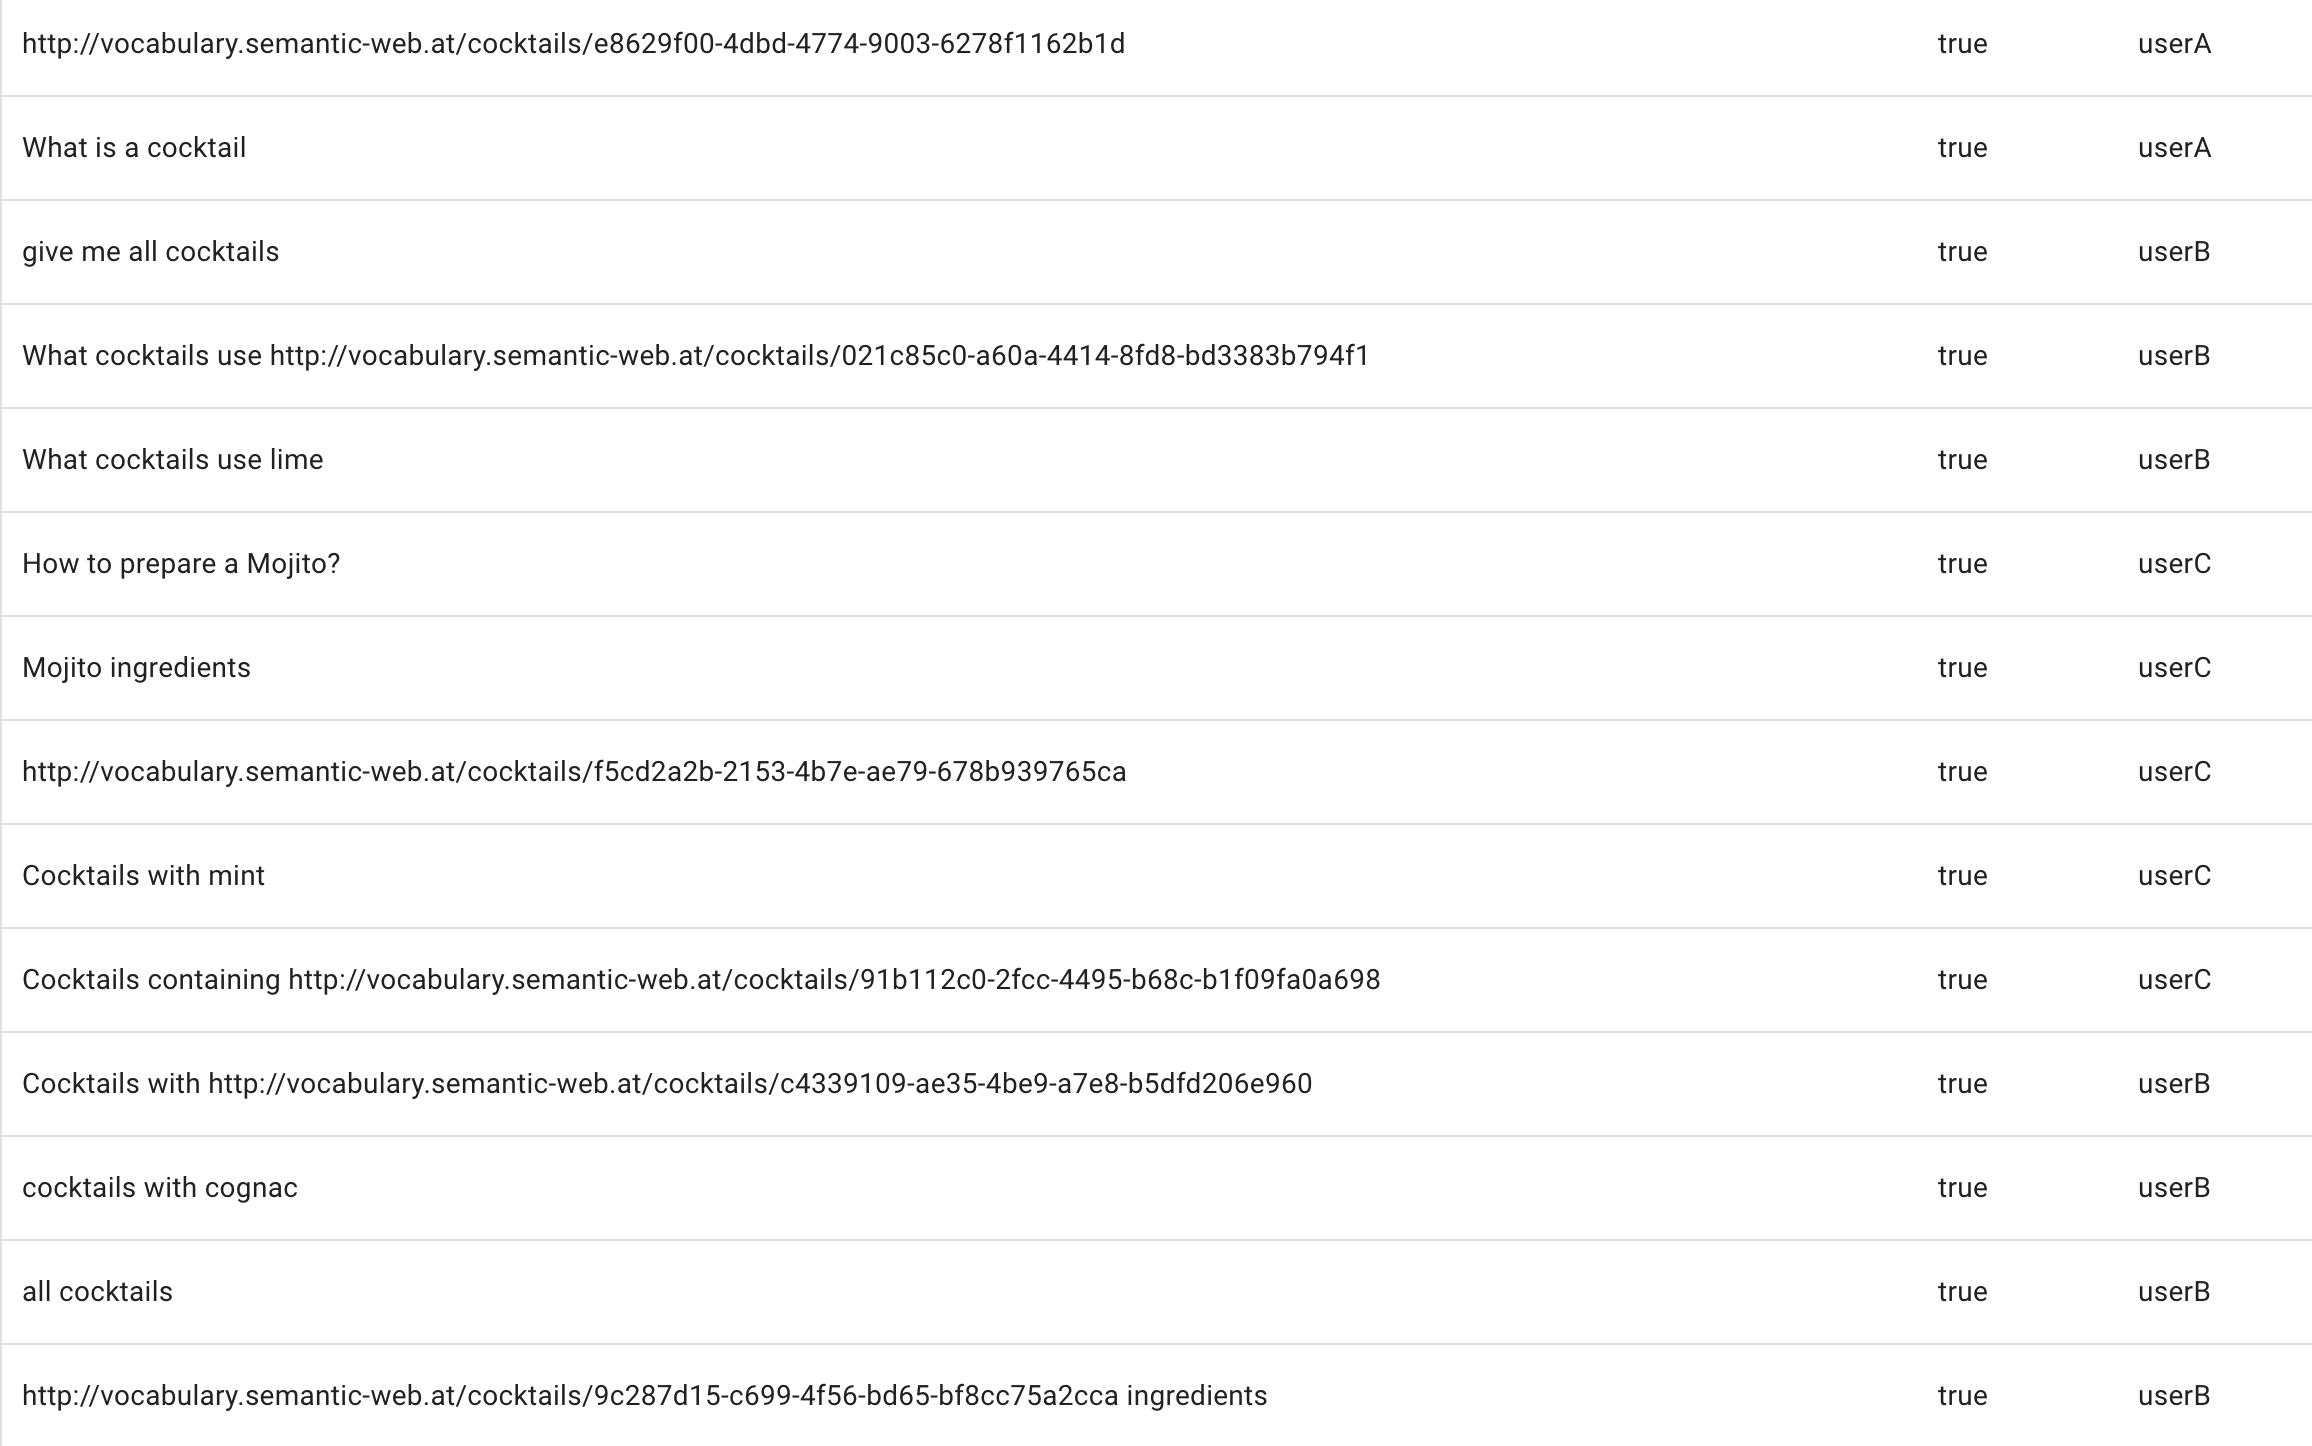 http://vocabulary.semantic-web.at/cocktails/e8629f00-4dbd-4774-9003-6278f1162b1d true userA
What is a cocktail true userA
give me all cocktails true userB
What cocktails use http://vocabulary.semantic-web.at/cocktails/021c85c0-a60a-4414-8fd8-bd3383b794f1 true userB
What cocktails use lime true userB
How to prepare a Mojito? true userC
Mojito ingredients true userC
http://vocabulary.semantic-web.at/cocktails/f5cd2a2b-2153-4b7e-ae79-678b939765ca true userC
Cocktails with mint true userC
Cocktails containing http://vocabulary.semantic-web.at/cocktails/91b112c0-2fcc-4495-b68c-b1f09fa0a698 true userC
Cocktails with http://vocabulary.semantic-web.at/cocktails/c4339109-ae35-4be9-a7e8-b5dfd206e960 true userB
cocktails with cognac true userB
all cocktails true userB
http://vocabulary.semantic-web.at/cocktails/9c287d15-c699-4f56-bd65-bf8cc75a2cca ingredients true userB